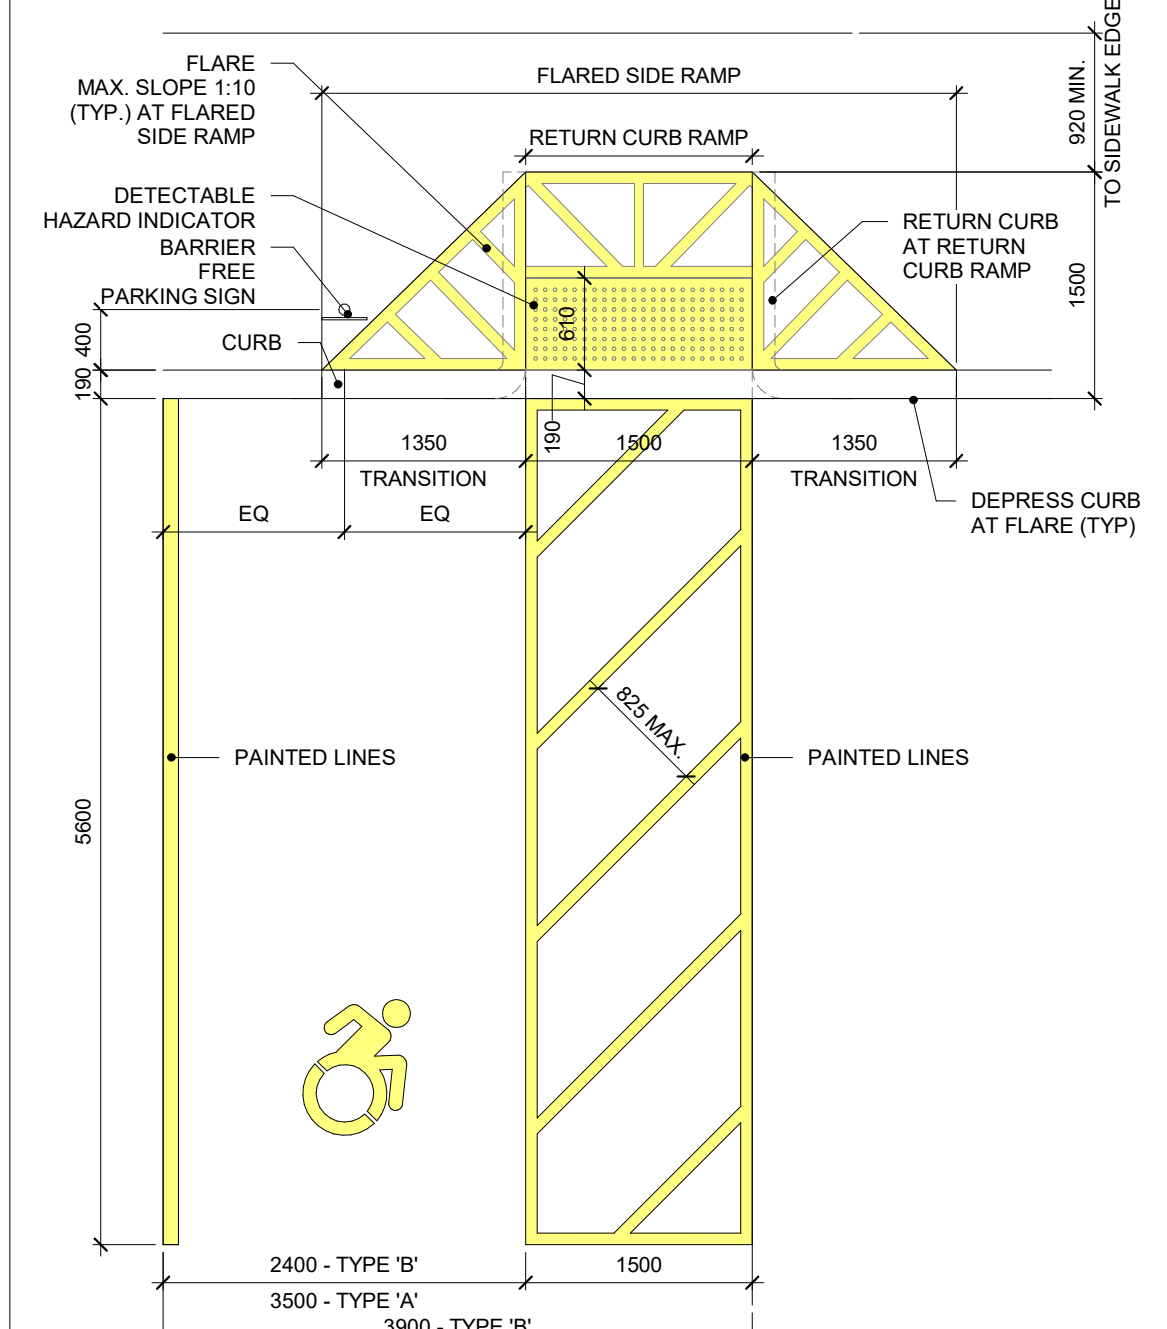 TO SIDEWALK EDGE
920 MIN.
FLARE
MAX. SLOPE 1:10
(TYP.) AT FLARED
SIDE RAMP
FLARED SIDE RAMP
RETURN CURB RAMP
DETECTABLE
HAZARD INDICATOR
BARRIER
FREE
PARKING SIGN
RETURN CURB
AT RETURN
CURB RAMP
1500
610
400
CURB
190
190
1350
1500
1350
TRANSITION
TRANSITION
DEPRESS CURB
AT FLARE (TYP)
EQ
EQ
825 MAX.
PAINTED LINES
PAINTED LINES
5600
2400 - TYPE 'B'
1500
3500 - TYPE 'A'
3900 - TYPE 'B'